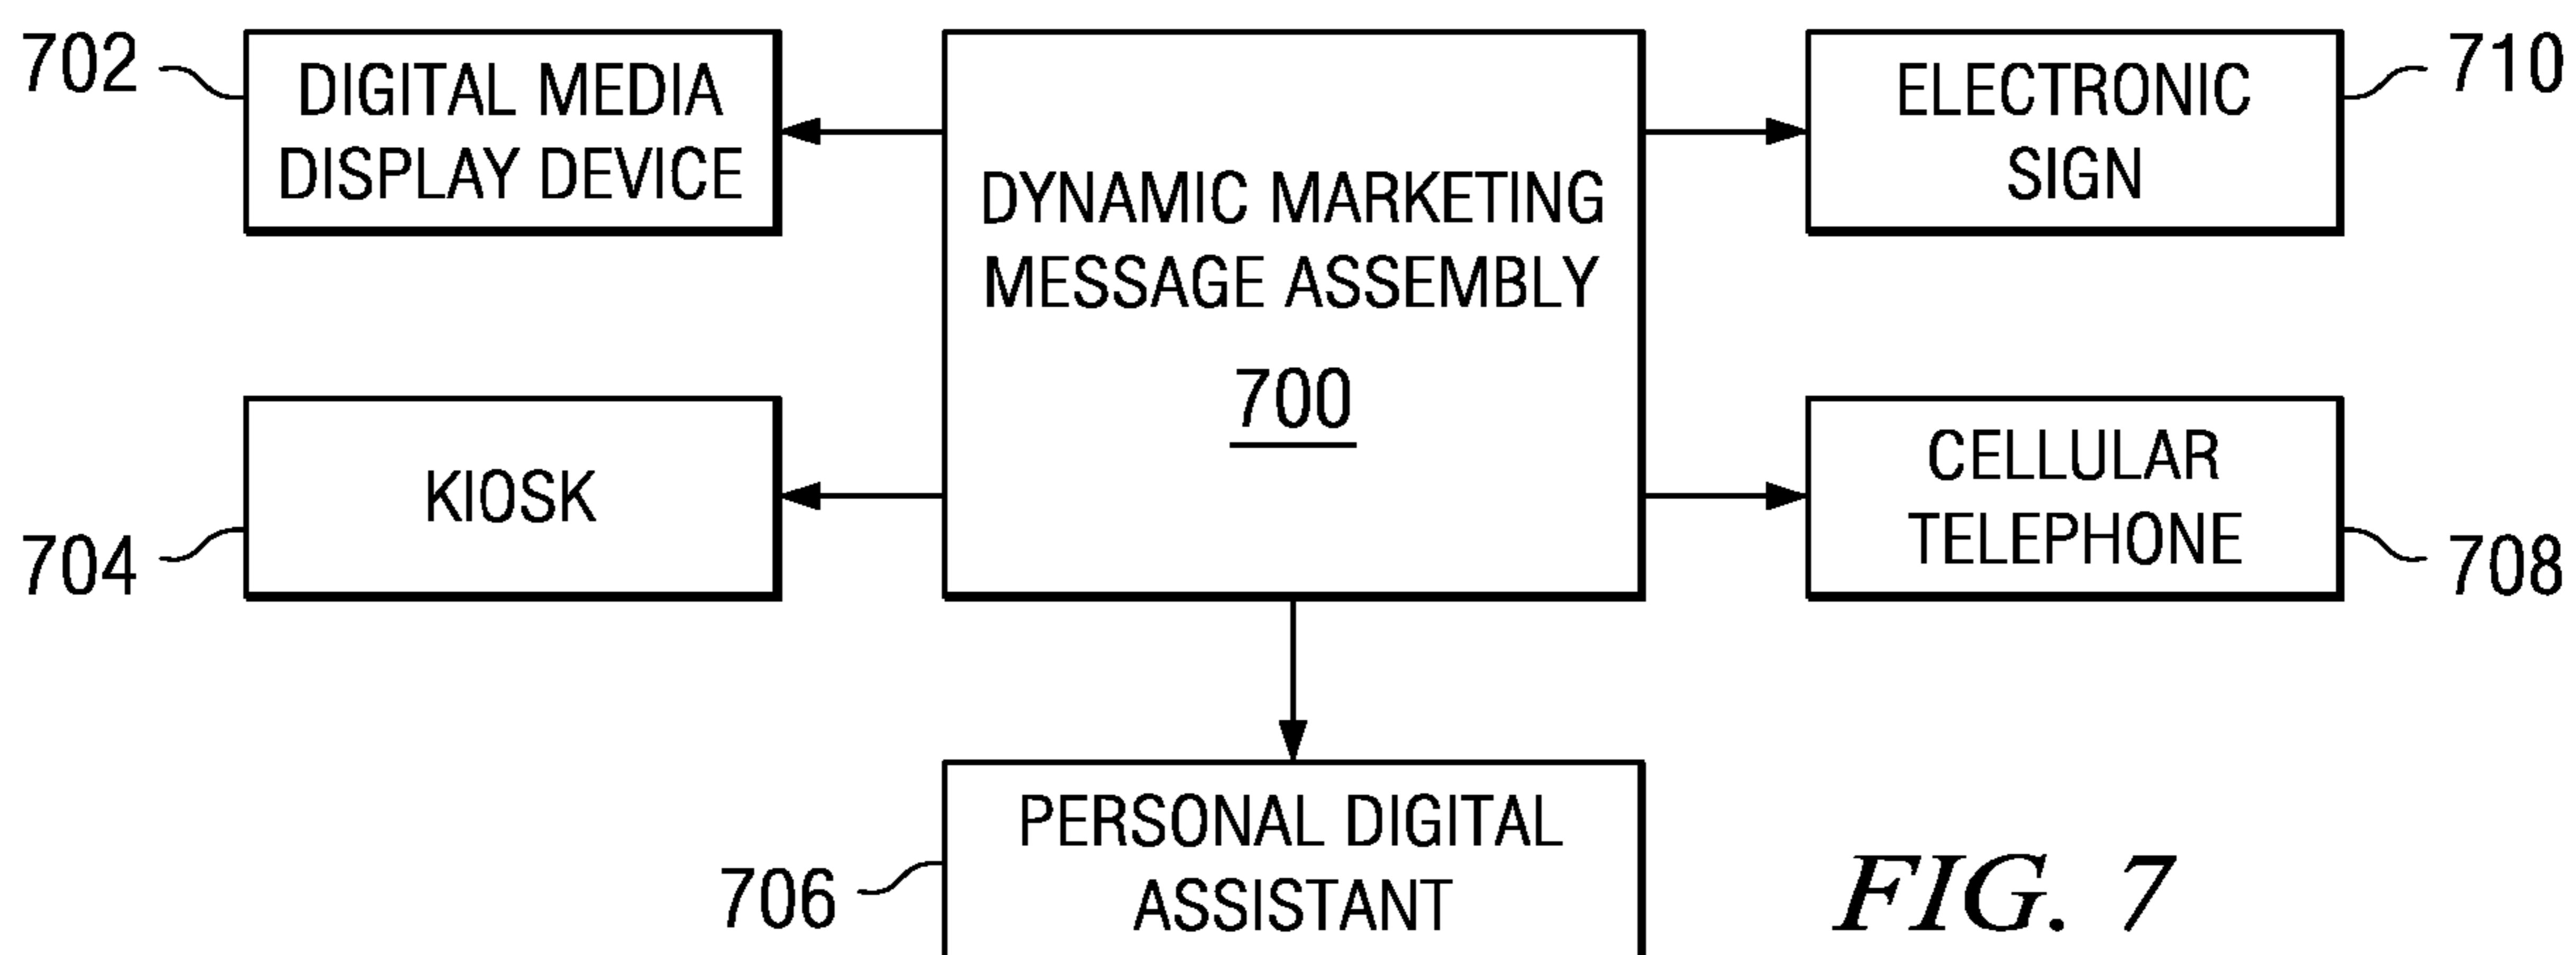 702
DIGITAL MEDIA
DISPLAY DEVICE
DYNAMIC MARKETING
MESSAGE ASSEMBLY
700
ELECTRONIC
SIGN
710
KIOSK
704
CELLULAR
TELEPHONE
708
706
PERSONAL DIGITAL
ASSISTANT
FIG. 7